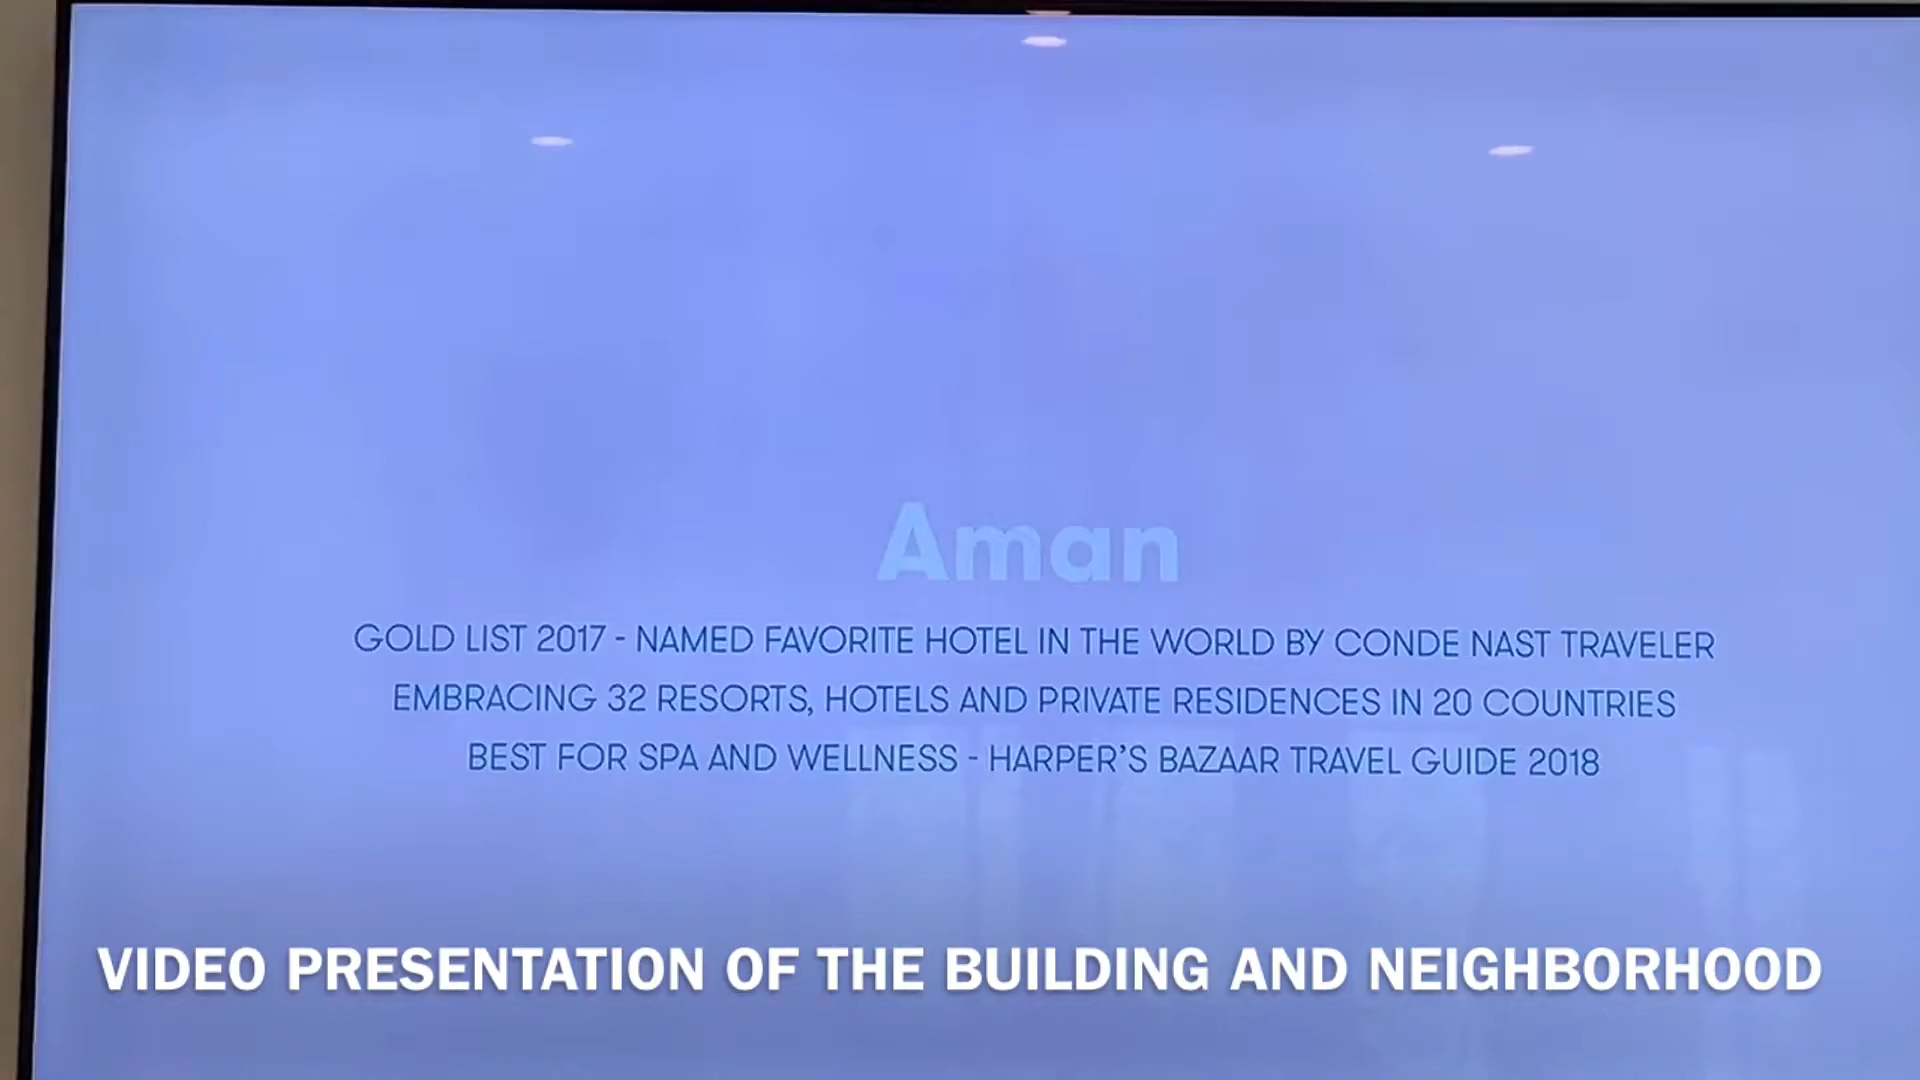 Aman
GOLD LIST 2017 - NAMED FAVORITE HOTEL IN THE WORLD BY CONDE NAST TRAVELER
EMBRACING 32 RESORTS, HOTELS AND PRIVATE RESIDENCES IN 20 COUNTRIES
BEST FOR SPA AND WELLNESS - HARPER'S BAZAAR TRAVEL GUIDE 2018
VIDEO PRESENTATION OF THE BUILDING AND NEIGHBORHOOD